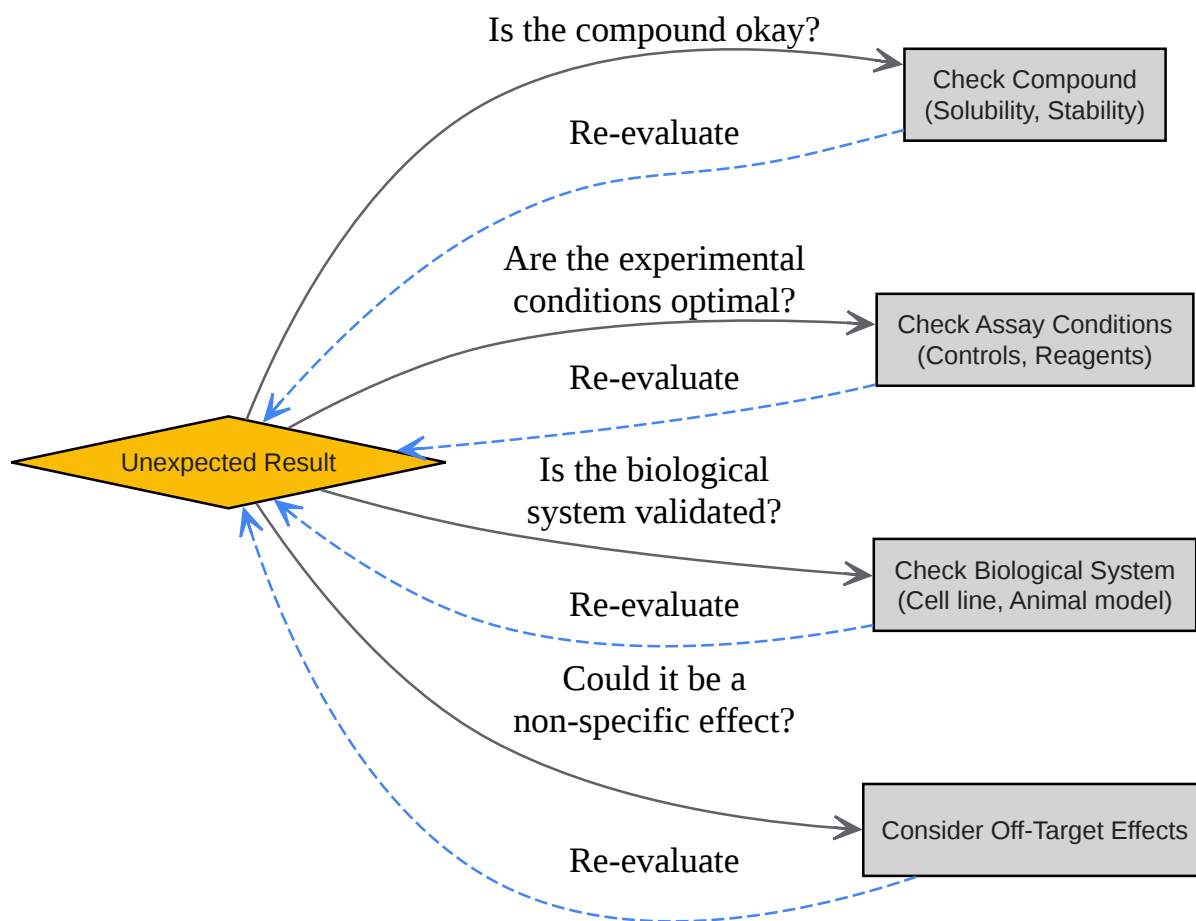 Is the compound okay?
Check Compound
(Solubility, Stability)
Re-evaluate
Are the experimental
conditions optimal?
Check Assay Conditions
(Controls, Reagents)
Re-evaluate
Unexpected Result
Is the biological
system validated?
Check Biological System
(Cell line, Animal model)
Re-evaluate
Could it be a
non-specific effect?
Consider Off-Target Effects
Re-evaluate